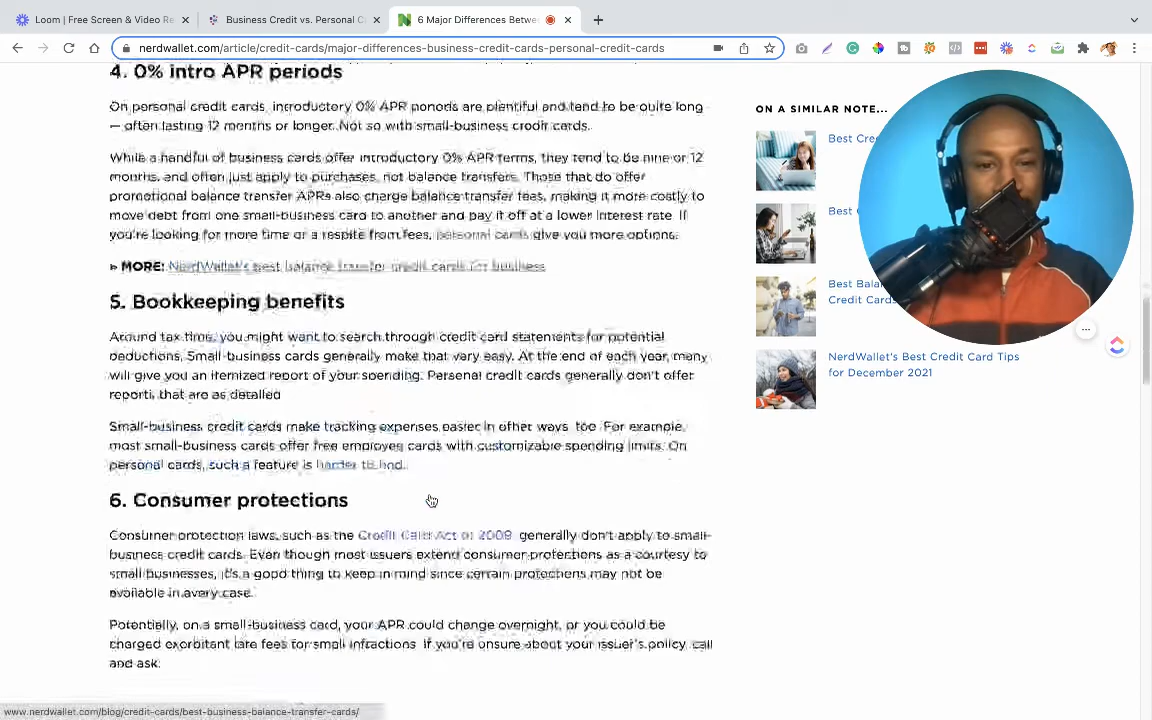 Loom | Free Screen & Video Re
Business Credit vs. Personal C
6 Major Differences Betwe
nerdwallet.com/article/credit-cards/major-differences-business-credit-cards-personal-credit-cards
4. 0% intro APR periods
On personal credit cards, introductory 0% APR periods are plentiful and tend to be quite long
— often lasting 12 months or longer. Not so with small-business credit cards.
While a handful of business cards offer introductory 0% APR terms, they tend to be nine or 12
months, and often just apply to purchases, not balance transfers. Those that do offer
promotional balance transfer APRs also charge balance transfer fees, making it more costly to
move debt from one small-business card to another and pay it off at a lower interest rate. If
you're looking for more time or a respite from fees, personal cards give you more options.
» MORE: NerdWallet's best balance transfer credit cards for business
5. Bookkeeping benefits
Around tax time, you might want to search through credit card statements for potential
deductions. Small-business cards generally make that very easy. At the end of each year, many
will give you an itemized report of your spending. Personal credit cards generally don't offer
reports that are as detailed
Small-business credit cards make tracking expenses easier in other ways, too. For example,
most small-business cards offer free employee cards with customizable spending limits. On
personal cards, such a feature is harder to find.
6. Consumer protections
Consumer protection laws, such as the Credit Card Act of 2009, generally don't apply to small-
business credit cards. Even though most issuers extend consumer protections as a courtesy to
small businesses, it's a good thing to keep in mind since certain protections may not be
available in every case.
Potentially, on a small-business card, your APR could change overnight, or you could be
charged exorbitant late fees for small infractions. If you're unsure about your issuer's policy, call
and ask.
ON A SIMILAR NOTE...
Best Cre
Best
Best Bala
Credit Cards
NerdWallet's Best Credit Card Tips
for December 2021
www.nerdwallet.com/blog/credit-cards/best-business-balance-transfer-cards/